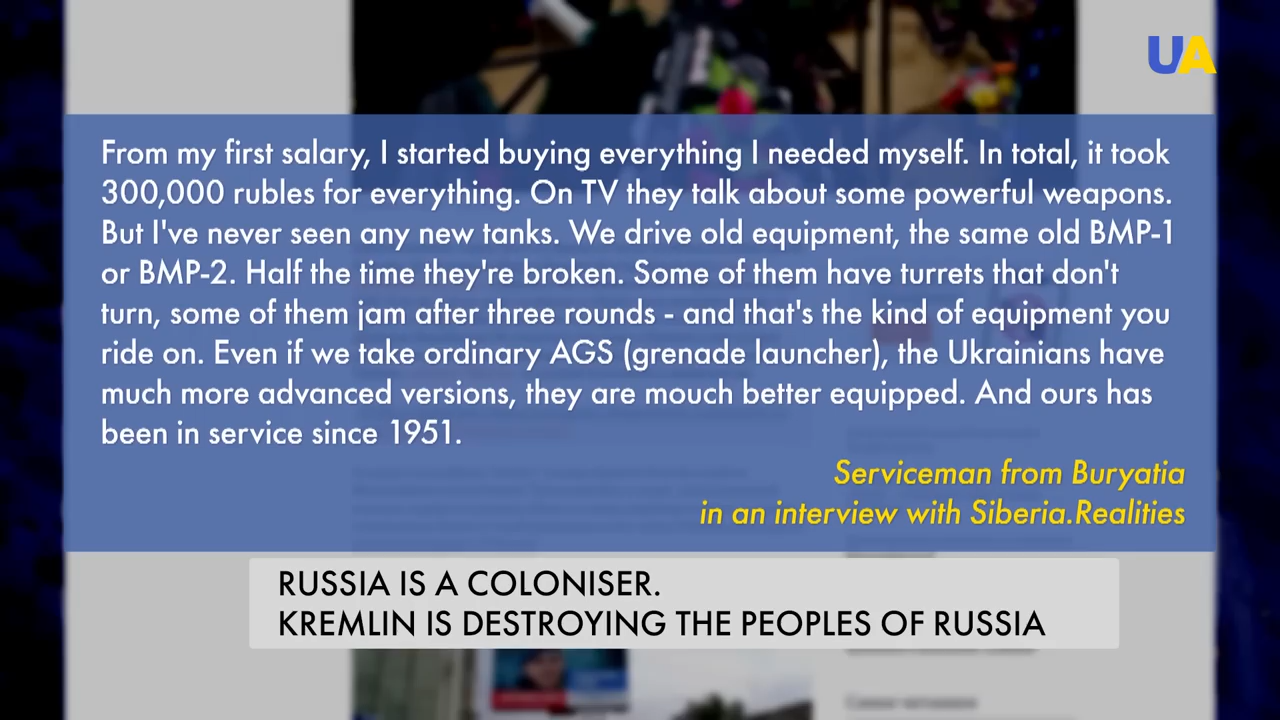 UA
From my first salary, I started buying everything I needed myself. In total, it took
300,000 rubles for everything. On TV they talk about some powerful weapons.
But I've never seen any new tanks. We drive old equipment, the same old BMP-1
or BMP-2. Half the time they're broken. Some of them have turrets that don't
turn, some of them jam after three rounds - and that's the kind of equipment you
ride on. Even if we take ordinary AGS (grenade launcher), the Ukrainians have
much more advanced versions, they are mouch better equipped. And ours has
been in service since 1951.
Serviceman from Buryatia
in an interview with Siberia.Realities
RUSSIA IS A COLONISER.
KREMLIN IS DESTROYING THE PEOPLES OF RUSSIA